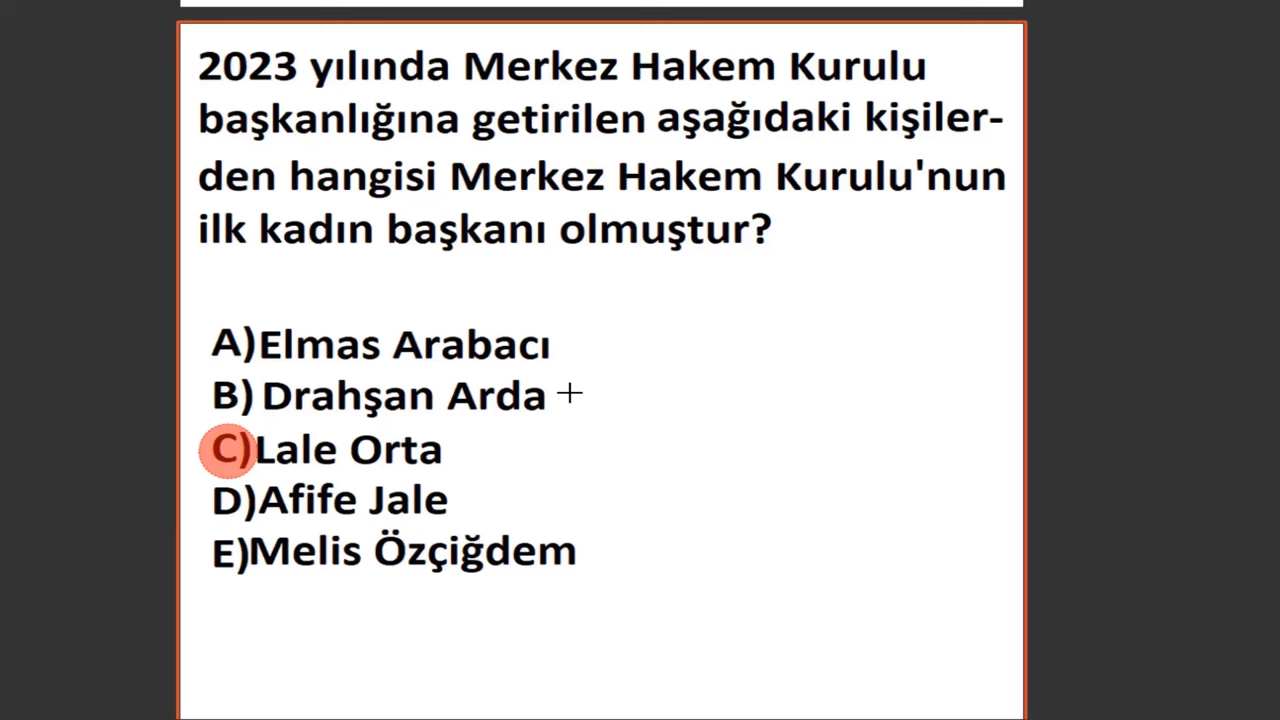 2023 yılında Merkez Hakem Kurulu
başkanlığına getirilen aşağıdaki kişiler-
den hangisi Merkez Hakem Kurulu'nun
ilk kadın başkanı olmuştur?
A)Elmas Arabacı
B) Drahşan Arda
C)Lale Orta
D)Afife Jale
E)Melis Özçiğdem